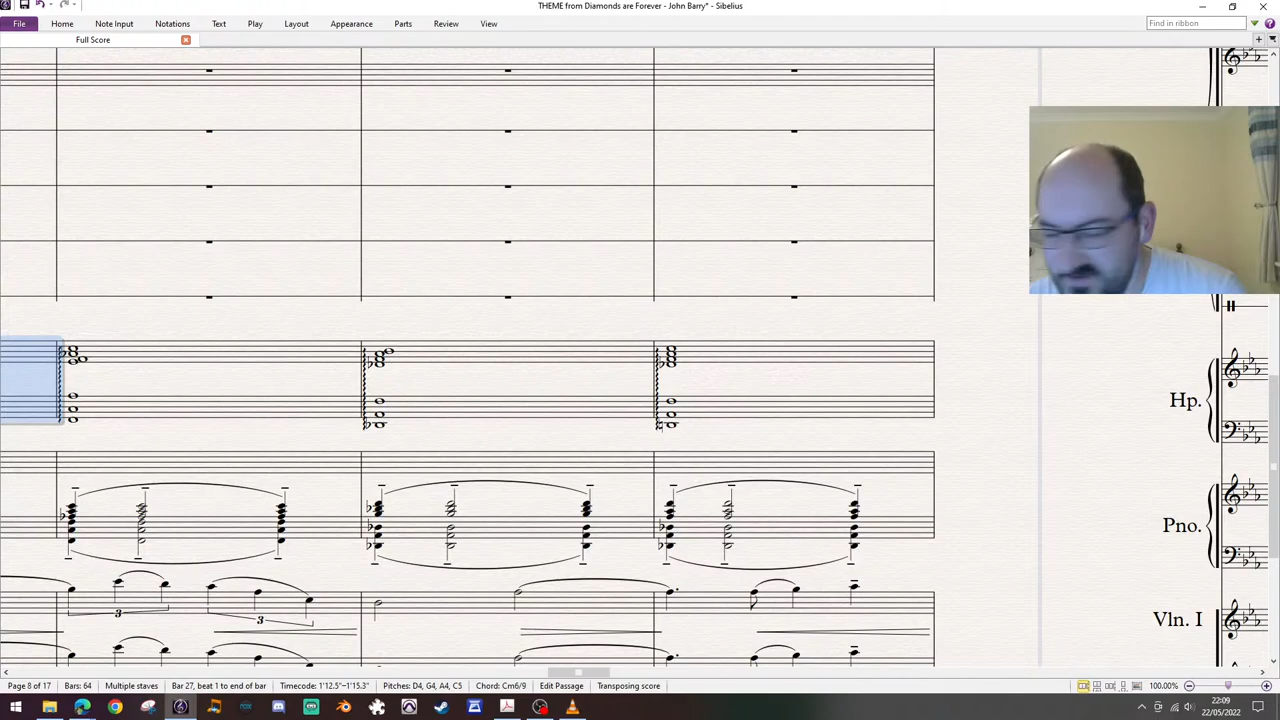 THEME from Diamonds are Forever - John Barry* - Sibelius
File Home Note Input Notations Text Play Layout Appearance Parts Review View Find in ribbon
Full Score
Hp.
Pno.
3
3
Vln. I
Page 8 of 17 Bars: 64 Multiple staves Bar 27, beat 1 to end of bar Timecode: 1'12.5"–1'15.3" Pitches: D4, G4, A4, C5 Chord: Cm6/9 Edit Passage Transposing score 100.00%
22:09
22/05/2022